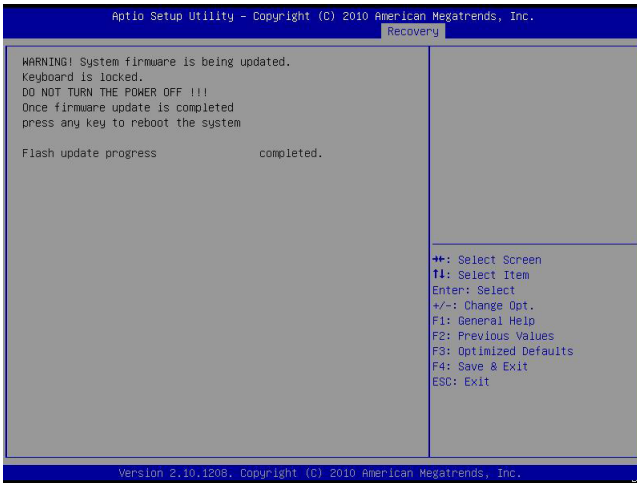 Aptio Setup Utility – Copyright (C) 2010 American Megatrends, Inc.
Recovery
WARNING! System firmware is being updated.
Keyboard is locked.
DO NOT TURN THE POWER OFF !!!
Once firmware update is completed
press any key to reboot the system
Flash update progress completed.
→←: Select Screen
↑↓: Select Item
Enter: Select
+/-: Change Opt.
F1: General Help
F2: Previous Values
F3: Optimized Defaults
F4: Save & Exit
ESC: Exit
Version 2.10.1208. Copyright (C) 2010 American Megatrends, Inc.